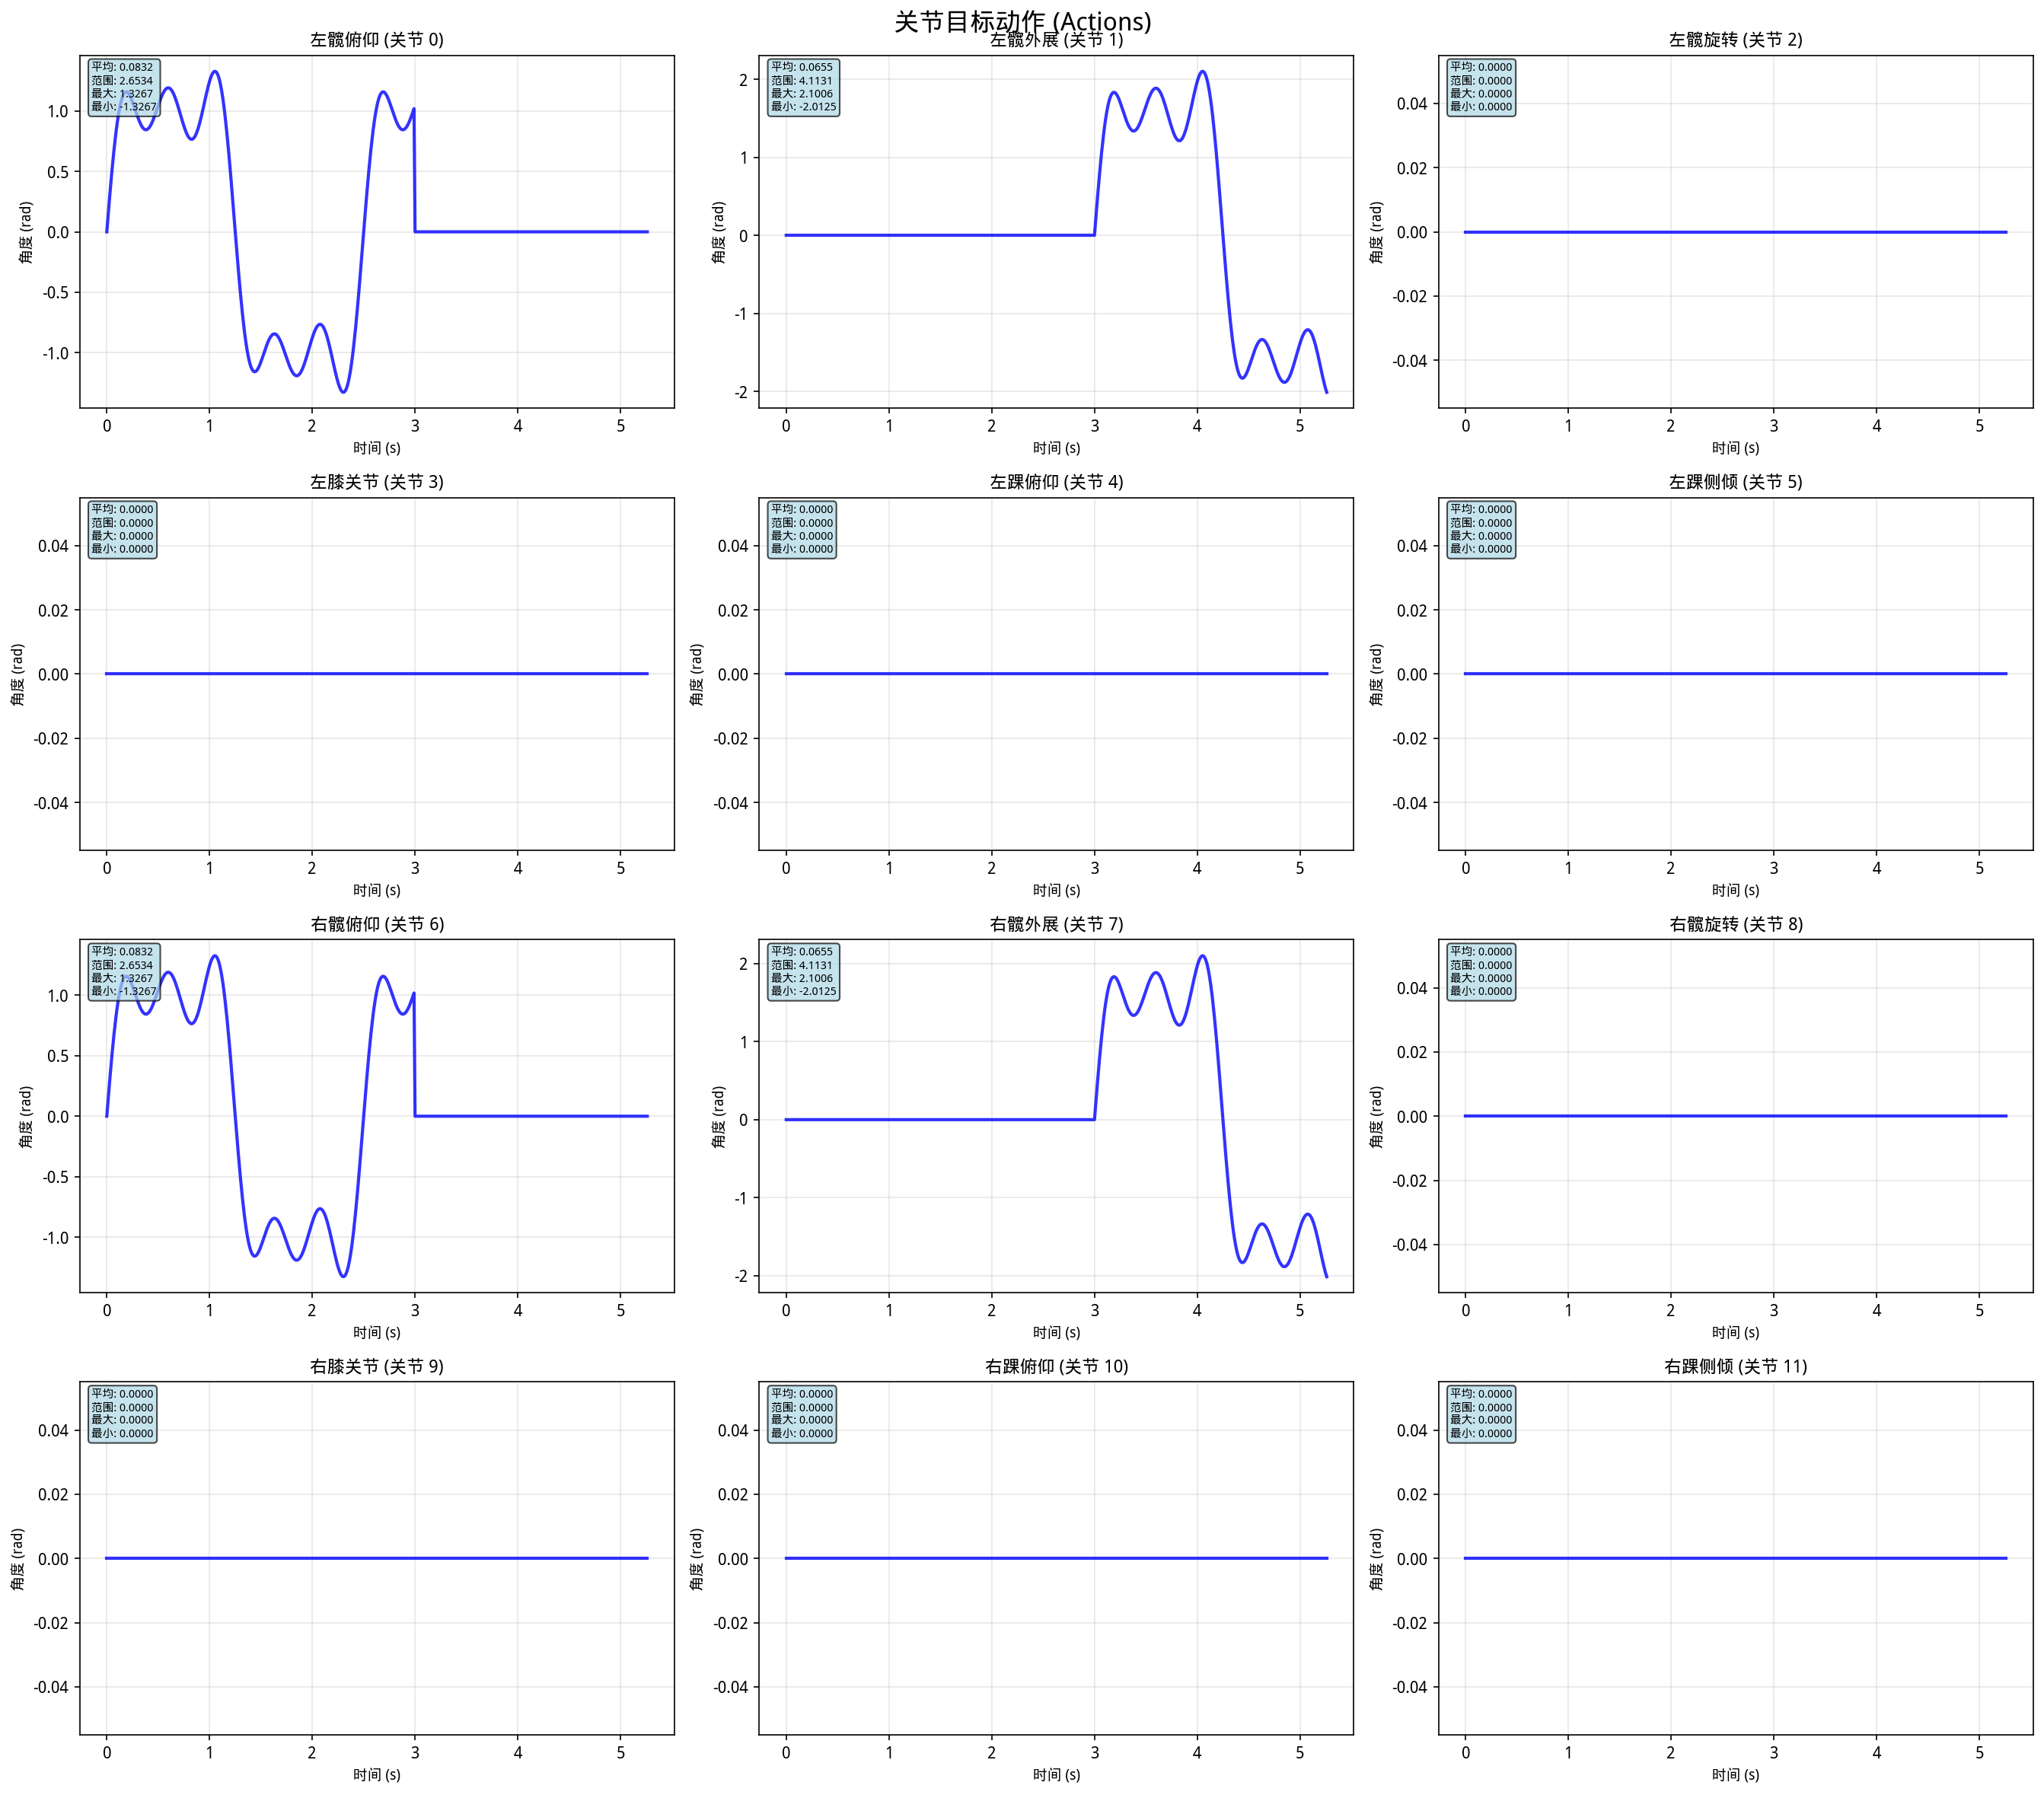 关节目标动作 (Actions)
左髋俯仰 (关节 0)
平均: 0.0832
范围: 2.6534
最大: 1.3267
最小: -1.3267
1.0
0.5
0.0
-0.5
-1.0
角度 (rad)
0 1 2 3 4 5
时间 (s)
左髋外展 (关节 1)
平均: 0.0655
范围: 4.1131
最大: 2.1006
最小: -2.0125
2
1
0
-1
-2
角度 (rad)
0 1 2 3 4 5
时间 (s)
左髋旋转 (关节 2)
平均: 0.0000
范围: 0.0000
最大: 0.0000
最小: 0.0000
0.04
0.02
0.00
-0.02
-0.04
角度 (rad)
0 1 2 3 4 5
时间 (s)
左膝关节 (关节 3)
平均: 0.0000
范围: 0.0000
最大: 0.0000
最小: 0.0000
0.04
0.02
0.00
-0.02
-0.04
角度 (rad)
0 1 2 3 4 5
时间 (s)
左踝俯仰 (关节 4)
平均: 0.0000
范围: 0.0000
最大: 0.0000
最小: 0.0000
0.04
0.02
0.00
-0.02
-0.04
角度 (rad)
0 1 2 3 4 5
时间 (s)
左踝侧倾 (关节 5)
平均: 0.0000
范围: 0.0000
最大: 0.0000
最小: 0.0000
0.04
0.02
0.00
-0.02
-0.04
角度 (rad)
0 1 2 3 4 5
时间 (s)
右髋俯仰 (关节 6)
平均: 0.0832
范围: 2.6534
最大: 1.3267
最小: -1.3267
1.0
0.5
0.0
-0.5
-1.0
角度 (rad)
0 1 2 3 4 5
时间 (s)
右髋外展 (关节 7)
平均: 0.0655
范围: 4.1131
最大: 2.1006
最小: -2.0125
2
1
0
-1
-2
角度 (rad)
0 1 2 3 4 5
时间 (s)
右髋旋转 (关节 8)
平均: 0.0000
范围: 0.0000
最大: 0.0000
最小: 0.0000
0.04
0.02
0.00
-0.02
-0.04
角度 (rad)
0 1 2 3 4 5
时间 (s)
右膝关节 (关节 9)
平均: 0.0000
范围: 0.0000
最大: 0.0000
最小: 0.0000
0.04
0.02
0.00
-0.02
-0.04
角度 (rad)
0 1 2 3 4 5
时间 (s)
右踝俯仰 (关节 10)
平均: 0.0000
范围: 0.0000
最大: 0.0000
最小: 0.0000
0.04
0.02
0.00
-0.02
-0.04
角度 (rad)
0 1 2 3 4 5
时间 (s)
右踝侧倾 (关节 11)
平均: 0.0000
范围: 0.0000
最大: 0.0000
最小: 0.0000
0.04
0.02
0.00
-0.02
-0.04
角度 (rad)
0 1 2 3 4 5
时间 (s)